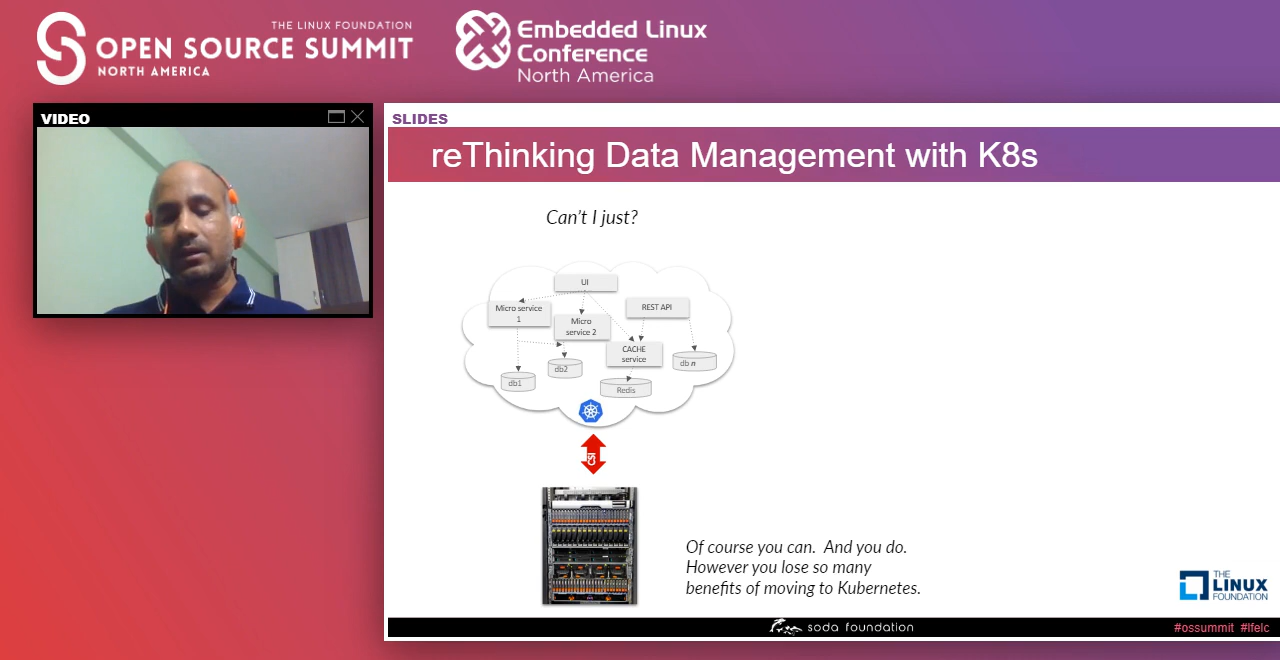 THE LINUX FOUNDATION
OPEN SOURCE SUMMIT
NORTH AMERICA
Embedded Linux
Conference
North America
VIDEO
SLIDES
reThinking Data Management with K8s
Can't I just?
UI
Micro service
1
REST API
Micro
service 2
CACHE
service
db1
db2
db n
Redis
CSI
Of course you can. And you do.
However you lose so many
benefits of moving to Kubernetes.
THE
LINUX
FOUNDATION
soda foundation
#ossummit #lfelc